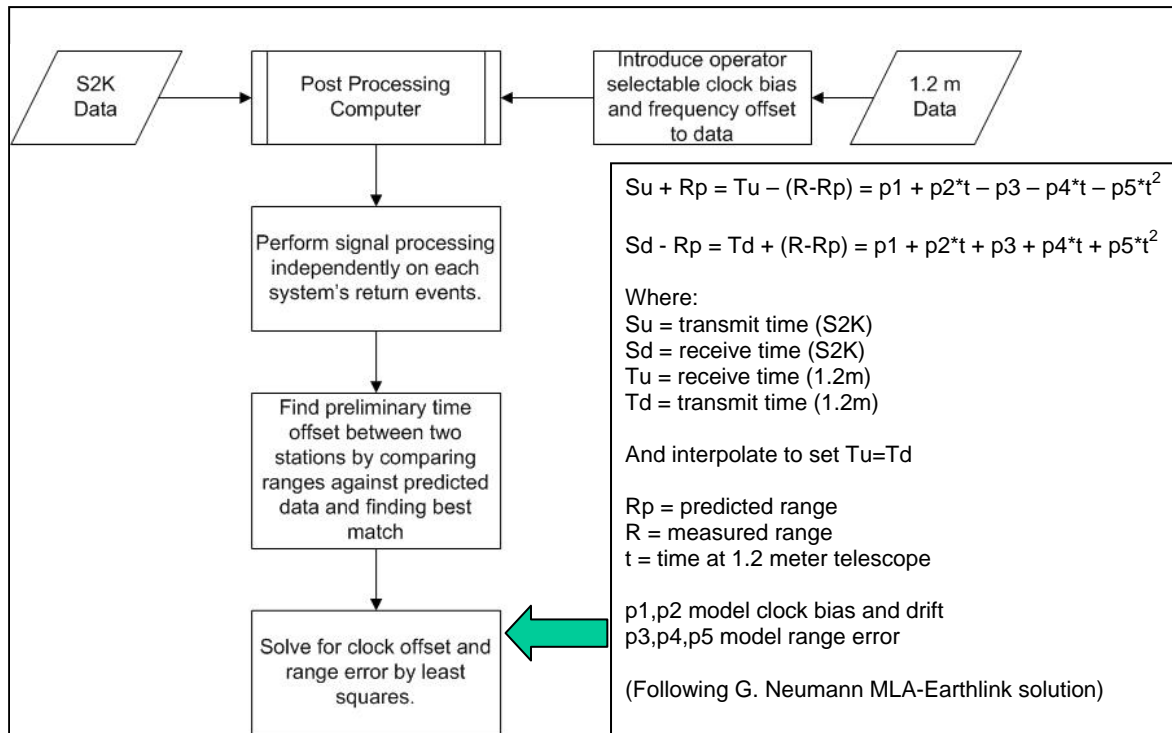 S2K
Data
Post Processing
Computer
Introduce operator
selectable clock bias
and frequency offset
to data
1.2 m
Data
Perform signal processing
independently on each
system's return events.
Find preliminary time
offset between two
stations by comparing
ranges against predicted
data and finding best
match
Solve for clock offset and
range error by least
squares.
Su + Rp = Tu – (R-Rp) = p1 + p2*t – p3 – p4*t – p5*t²
Sd - Rp = Td + (R-Rp) = p1 + p2*t + p3 + p4*t + p5*t²
Where:
Su = transmit time (S2K)
Sd = receive time (S2K)
Tu = receive time (1.2m)
Td = transmit time (1.2m)
And interpolate to set Tu=Td
Rp = predicted range
R = measured range
t = time at 1.2 meter telescope
p1,p2 model clock bias and drift
p3,p4,p5 model range error
(Following G. Neumann MLA-Earthlink solution)